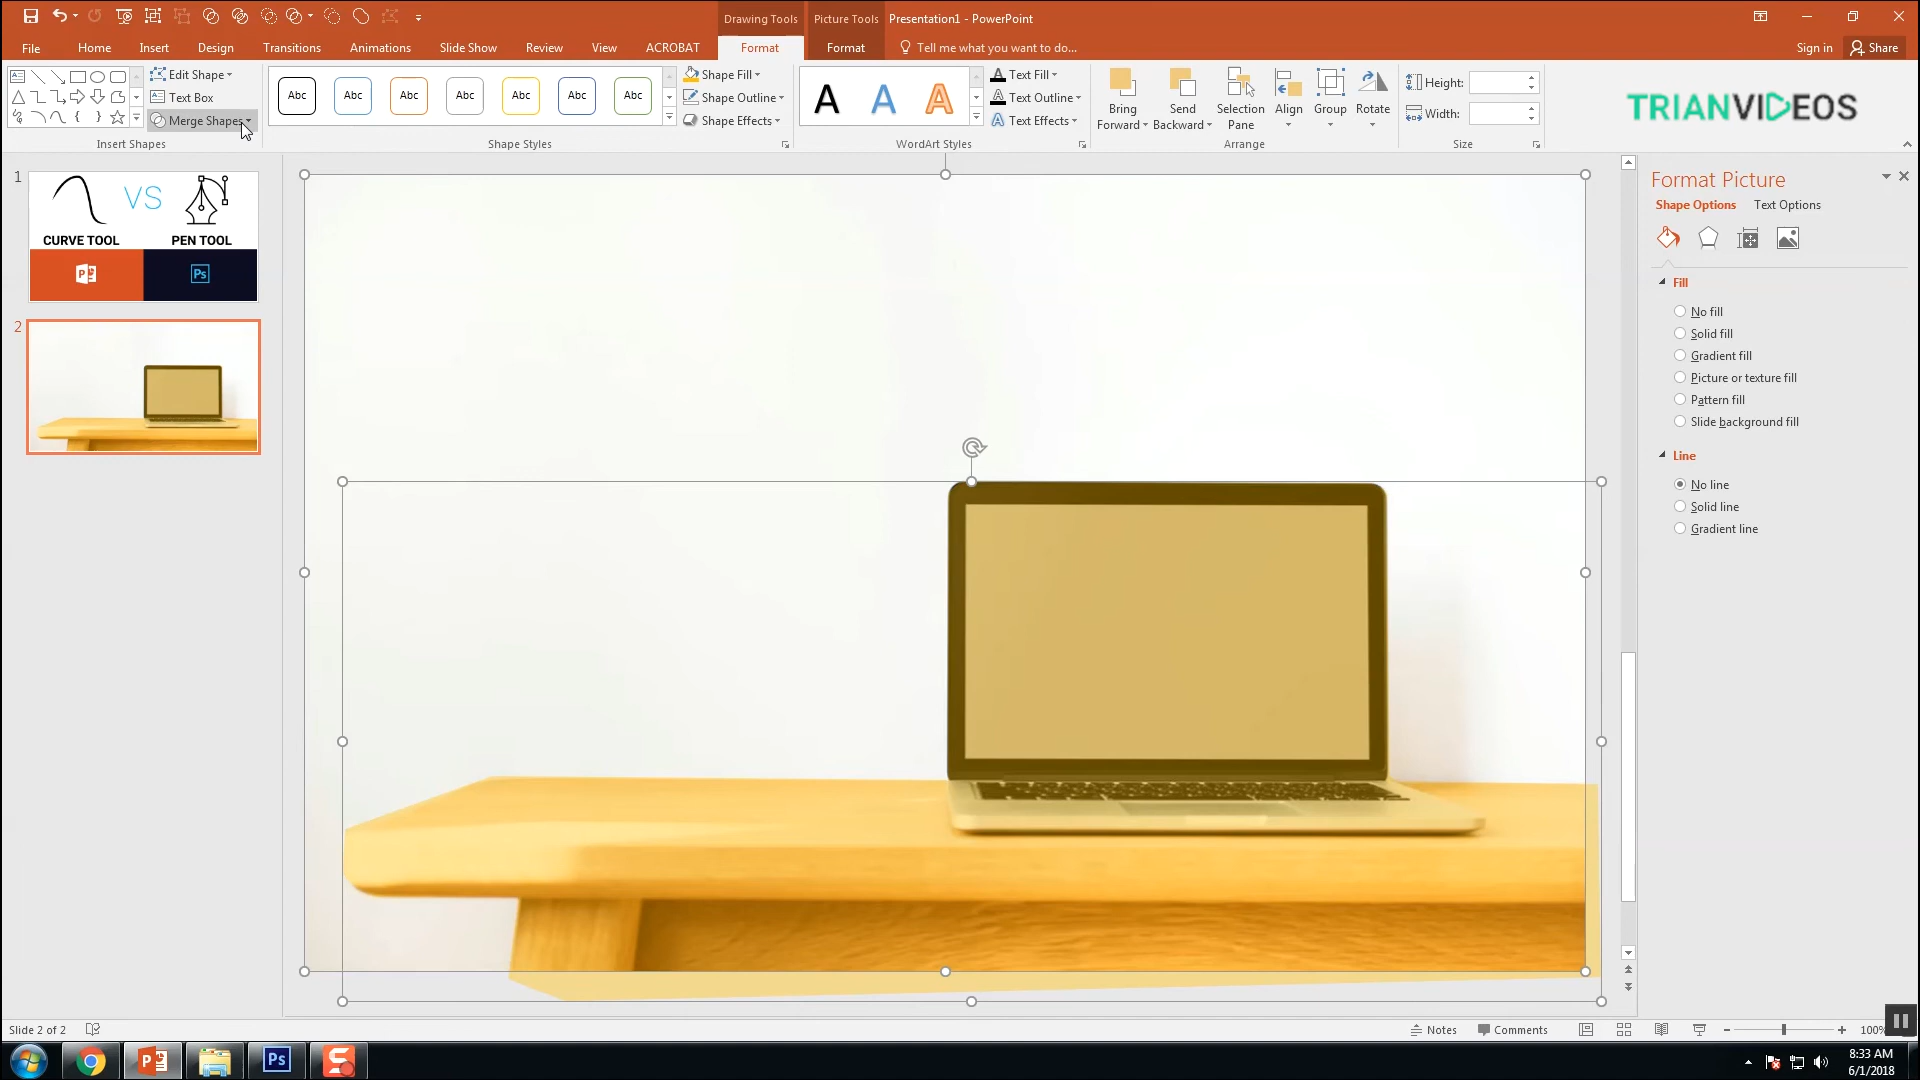 Drawing Tools
Picture Tools
Presentation1 - PowerPoint
File
Home
Insert
Design
Transitions
Animations
Slide Show
Review
View
ACROBAT
Format
Format
Tell me what you want to do...
Sign in
Share
Edit Shape
Text Box
Merge Shapes
Insert Shapes
Abc
Abc
Abc
Abc
Abc
Abc
Abc
Shape Fill
Shape Outline
Shape Effects
Shape Styles
A
A
A
Text Fill
Text Outline
Text Effects
WordArt Styles
Bring Forward
Send Backward
Selection Pane
Align
Group
Rotate
Arrange
Height:
Width:
Size
TRIANVIDEOS
1
VS
CURVE TOOL
PEN TOOL
P
Ps
2
Format Picture
Shape Options
Text Options
Fill
No fill
Solid fill
Gradient fill
Picture or texture fill
Pattern fill
Slide background fill
Line
No line
Solid line
Gradient line
Slide 2 of 2
Notes
Comments
100%
P
Ps
S
8:33 AM
6/1/2018